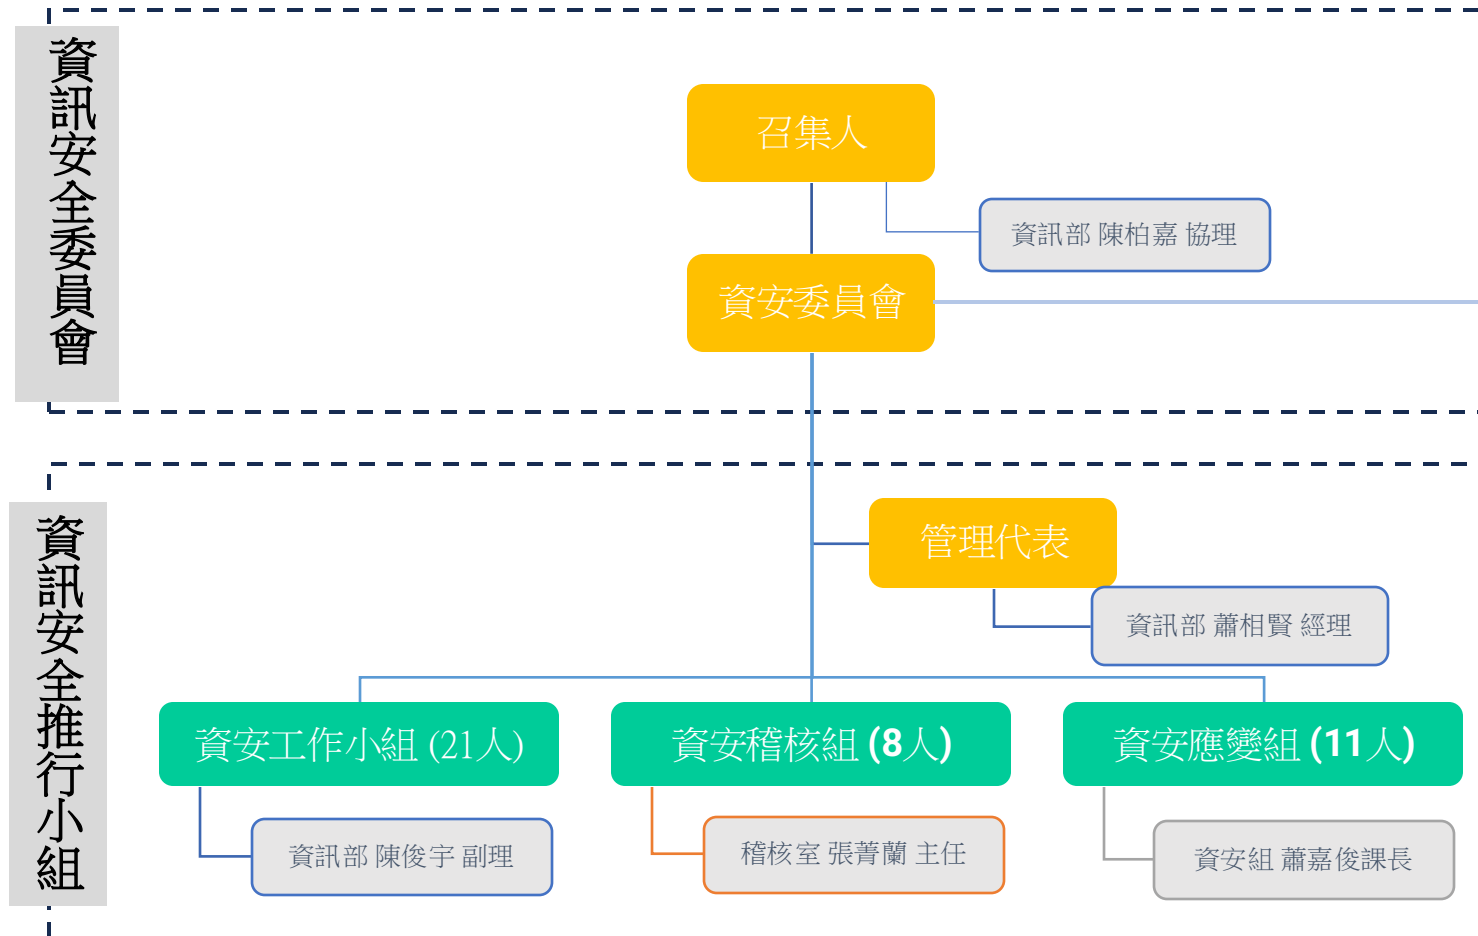 資訊安全委員會
召集人
資訊部 陳柏嘉 協理
資安委員會
資訊安全推行小組
管理代表
資訊部 蕭相賢 經理
資安工作小組 (21人)
資安稽核組 (8人)
資安應變組 (11人)
資訊部 陳俊宇 副理
稽核室 張菁蘭 主任
資安組 蕭嘉俊課長